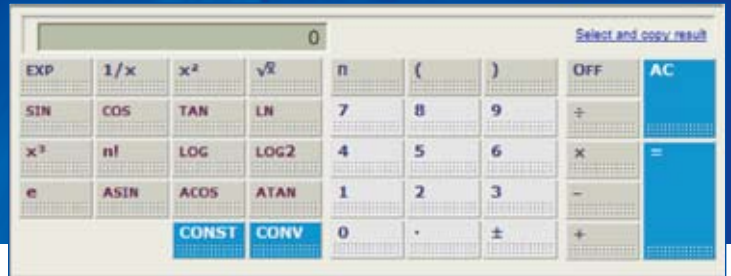 0
Select and copy result
EXP 1/x x² √x П ( ) OFF AC
SIN COS TAN LN 7 8 9 ÷
x³ n! LOG LOG2 4 5 6 × =
e ASIN ACOS ATAN 1 2 3 −
CONST CONV 0 . ± +